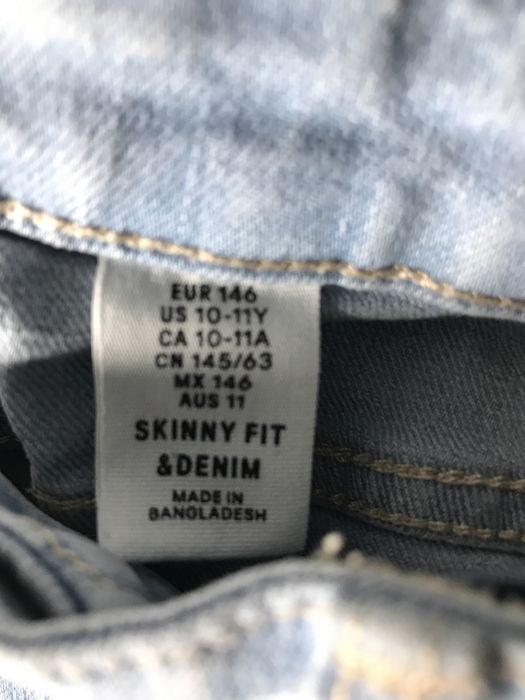 EUR 146
US 10-11Y
CA 10-11A
CN 145/63
MX 146
AUS 11
SKINNY FIT
&DENIM
MADE IN
BANGLADESH